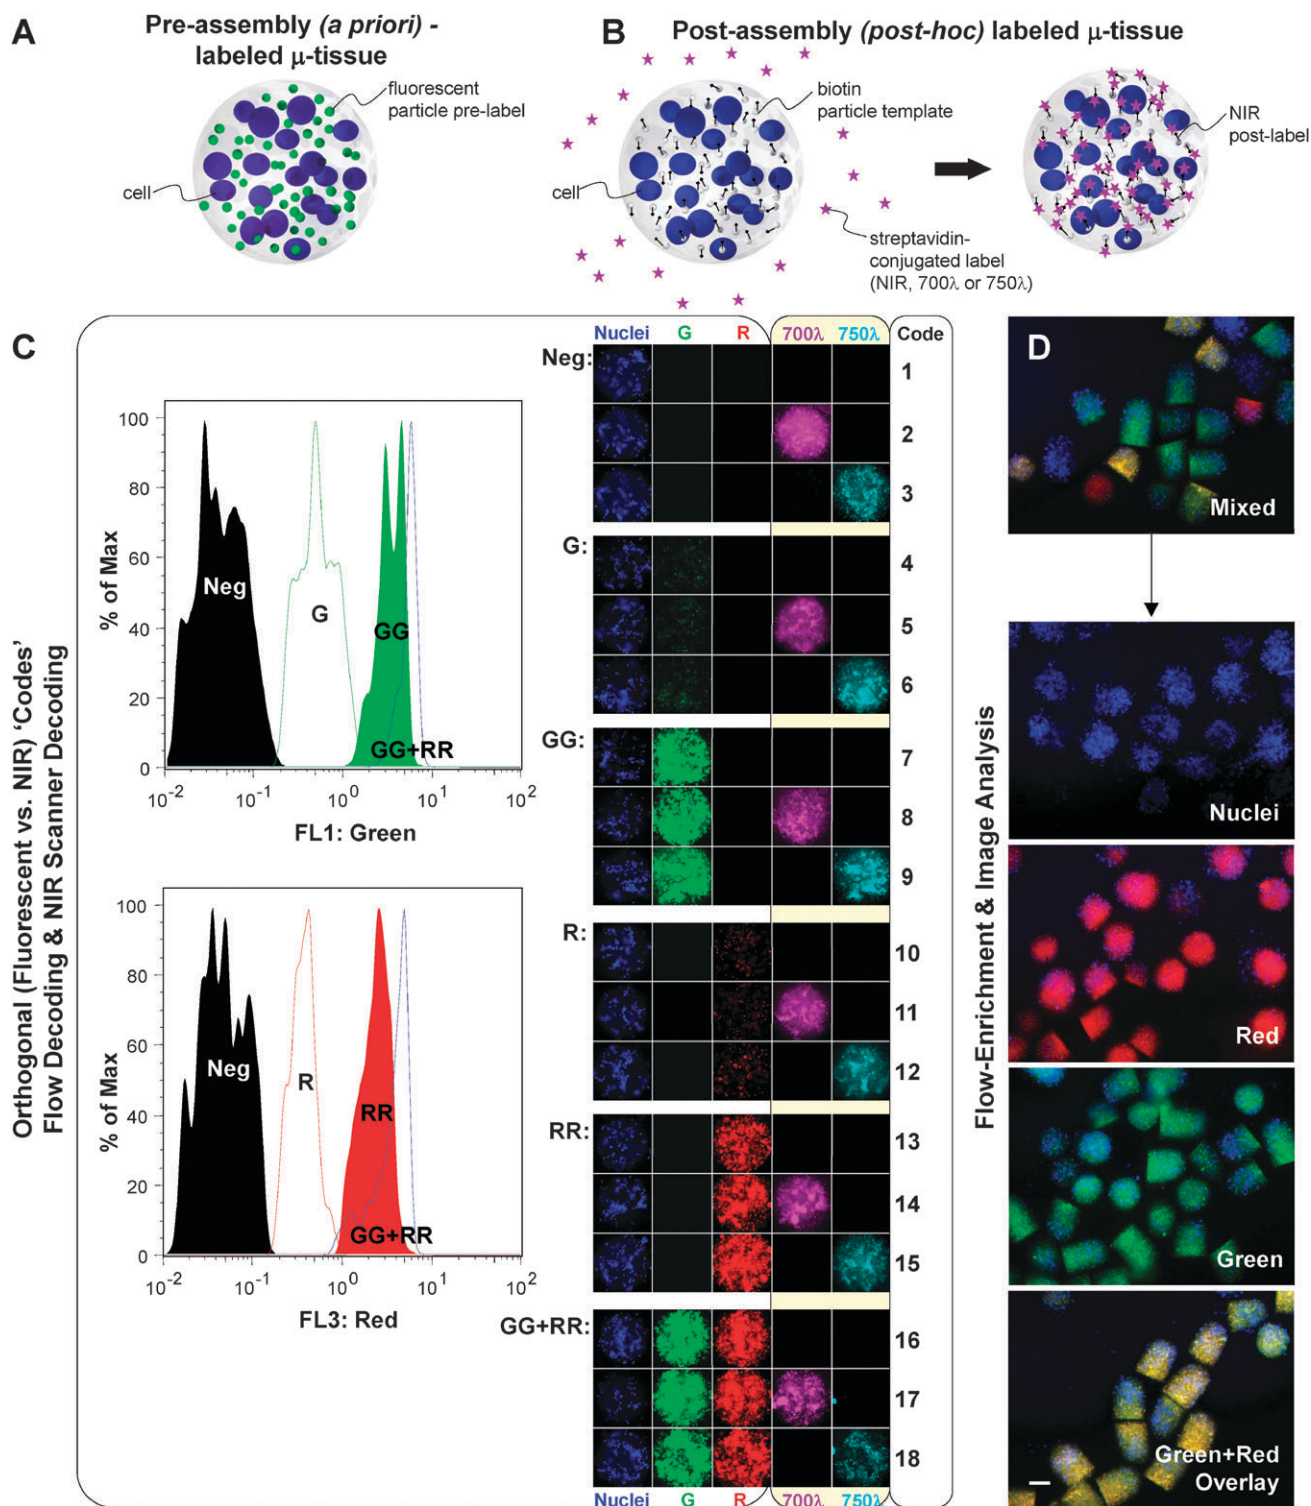 A
Pre-assembly (a priori) -
labeled μ-tissue
fluorescent
particle pre-label
cell
B
Post-assembly (post-hoc) labeled μ-tissue
biotin
particle template
cell
streptavidin-
conjugated label
(NIR, 700λ or 750λ)
NIR
post-label
C
Orthogonal (Fluorescent vs. NIR) ‘Codes’
Flow Decoding & NIR Scanner Decoding
% of Max
100
80
60
40
20
0
Neg
G
GG
GG+RR
10-2
10-1
100
101
102
FL1: Green
% of Max
100
80
60
40
20
0
Neg
R
RR
GG+RR
10-2
10-1
100
101
102
FL3: Red
Nuclei G R 700λ 750λ Code
Neg:
1
2
3
G:
4
5
6
GG:
7
8
9
R:
10
11
12
RR:
13
14
15
GG+RR:
16
17
18
Nuclei G R 700λ 750λ
D
Flow-Enrichment & Image Analysis
Mixed
Nuclei
Red
Green
Green+Red
Overlay